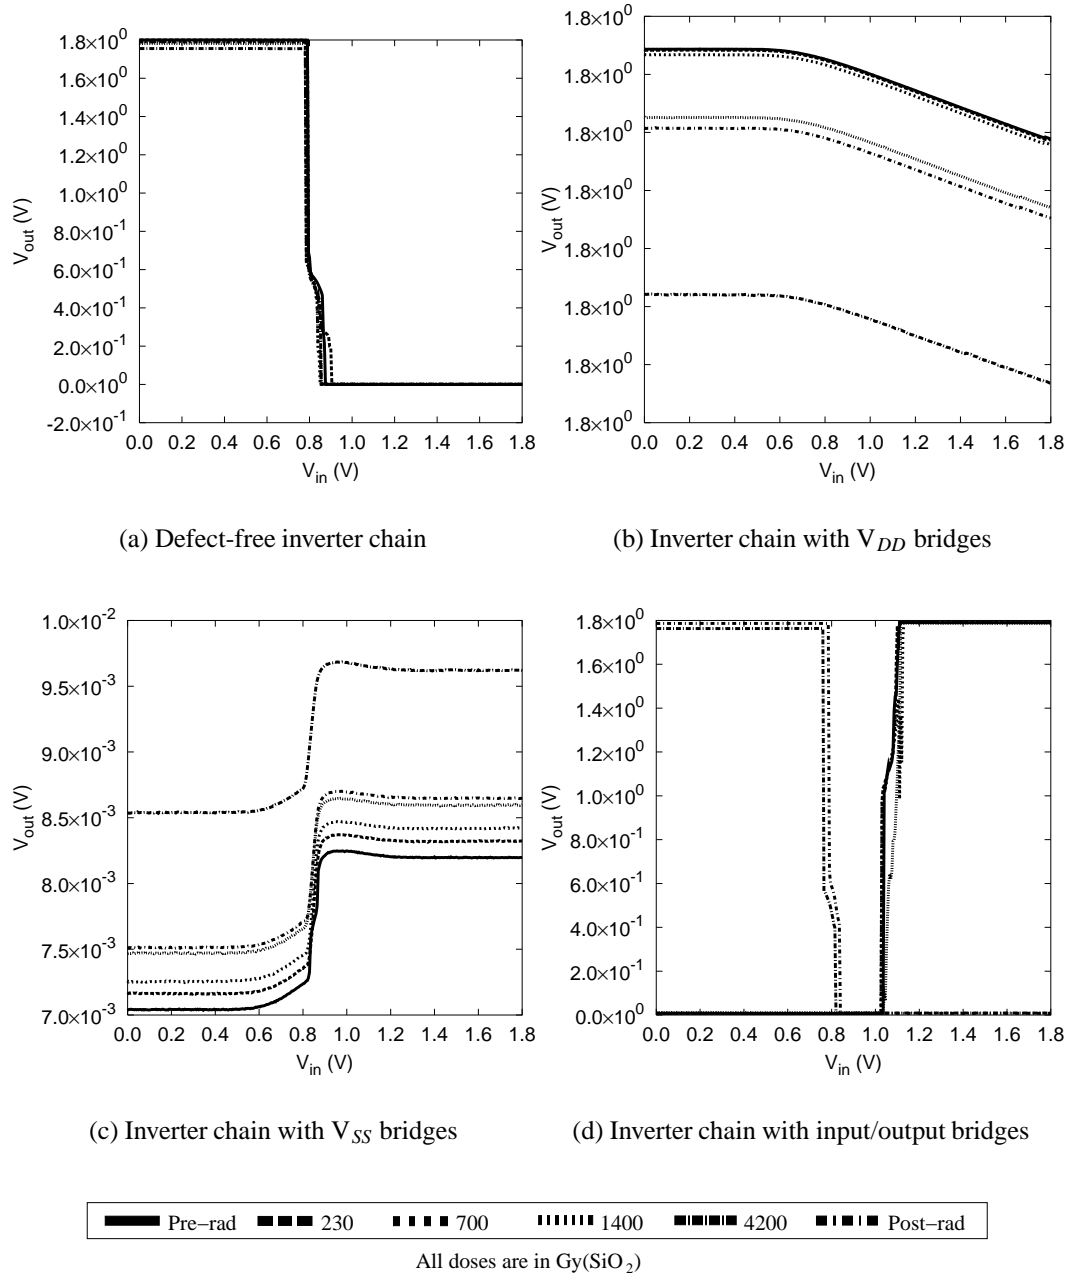 1.8×10⁰
1.6×10⁰
1.4×10⁰
1.2×10⁰
1.0×10⁰
8.0×10⁻¹
6.0×10⁻¹
4.0×10⁻¹
2.0×10⁻¹
0.0×10⁰
-2.0×10⁻¹
V_out (V)
0.0 0.2 0.4 0.6 0.8 1.0 1.2 1.4 1.6 1.8
V_in (V)
(a) Defect-free inverter chain
1.8×10⁰
1.8×10⁰
1.8×10⁰
1.8×10⁰
1.8×10⁰
1.8×10⁰
1.8×10⁰
1.8×10⁰
V_out (V)
0.0 0.2 0.4 0.6 0.8 1.0 1.2 1.4 1.6 1.8
V_in (V)
(b) Inverter chain with V_DD bridges
1.0×10⁻²
9.5×10⁻³
9.0×10⁻³
8.5×10⁻³
8.0×10⁻³
7.5×10⁻³
7.0×10⁻³
V_out (V)
0.0 0.2 0.4 0.6 0.8 1.0 1.2 1.4 1.6 1.8
V_in (V)
(c) Inverter chain with V_SS bridges
1.8×10⁰
1.6×10⁰
1.4×10⁰
1.2×10⁰
1.0×10⁰
8.0×10⁻¹
6.0×10⁻¹
4.0×10⁻¹
2.0×10⁻¹
0.0×10⁰
V_out (V)
0.0 0.2 0.4 0.6 0.8 1.0 1.2 1.4 1.6 1.8
V_in (V)
(d) Inverter chain with input/output bridges
Pre−rad 230 700 1400 4200 Post−rad
All doses are in Gy(SiO₂)